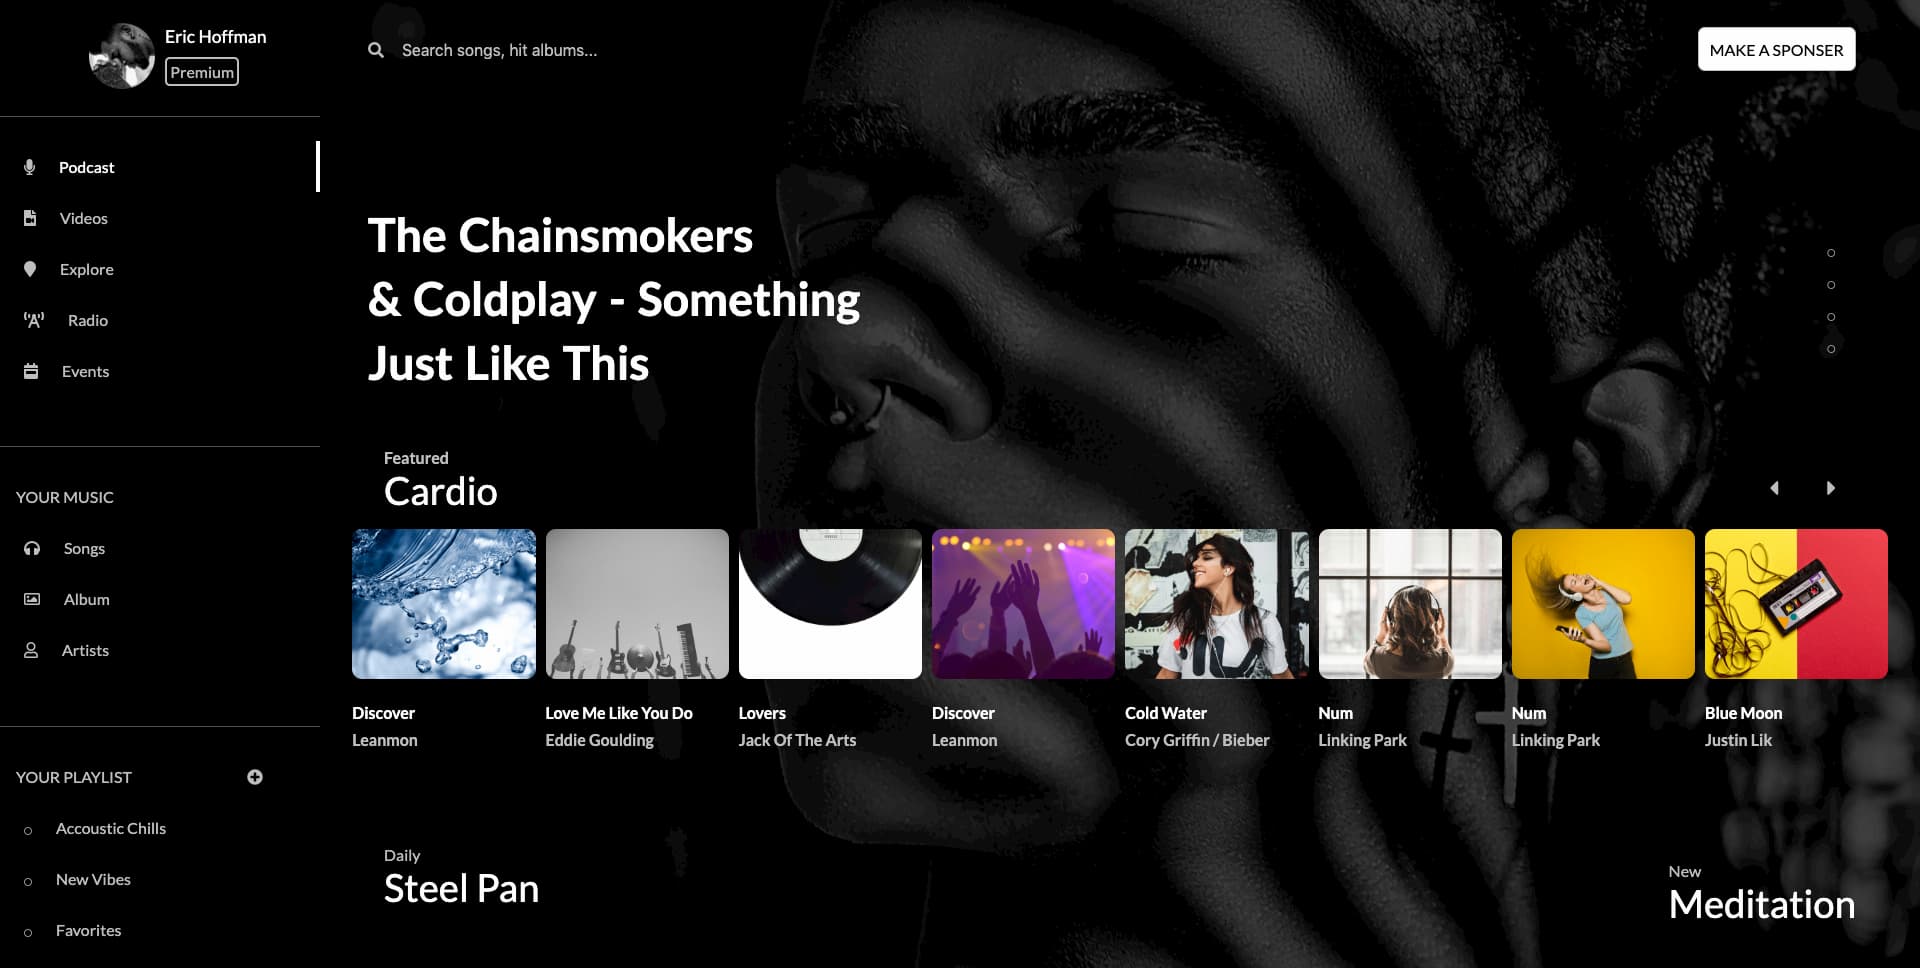 Eric Hoffman
Premium
Search songs, hit albums...
MAKE A SPONSER
Podcast
Videos
Explore
Radio
Events
YOUR MUSIC
Songs
Album
Artists
YOUR PLAYLIST
Accoustic Chills
New Vibes
Favorites
The Chainsmokers
& Coldplay - Something
Just Like This
Featured
Cardio
Discover
Leanmon
Love Me Like You Do
Eddie Goulding
Lovers
Jack Of The Arts
Discover
Leanmon
Cold Water
Cory Griffin / Bieber
Num
Linking Park
Num
Linking Park
Blue Moon
Justin Lik
Daily
Steel Pan
New
Meditation